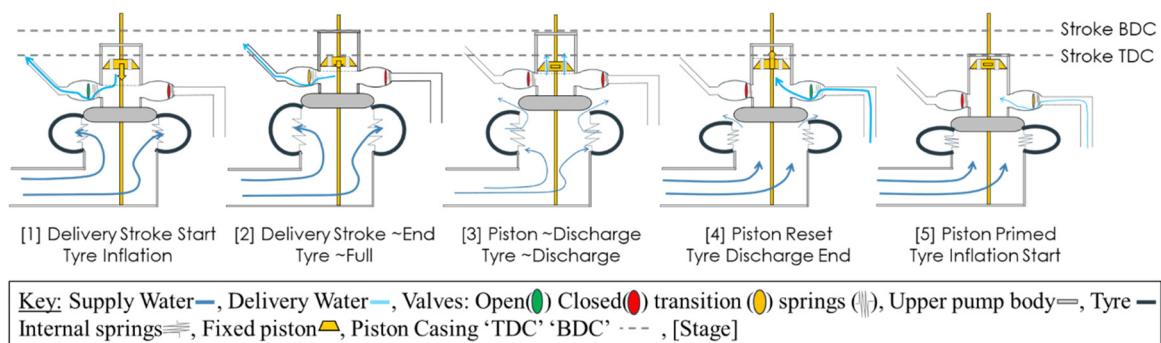 Stroke BDC
Stroke TDC
[1] Delivery Stroke Start
Tyre Inflation
[2] Delivery Stroke ~End
Tyre ~Full
[3] Piston ~Discharge
Tyre ~Discharge
[4] Piston Reset
Tyre Discharge End
[5] Piston Primed
Tyre Inflation Start
Key: Supply Water , Delivery Water , Valves: Open( ) Closed( ) transition ( ) springs ( ), Upper pump body , Tyre
Internal springs , Fixed piston , Piston Casing ‘TDC’ ‘BDC’ , [Stage]